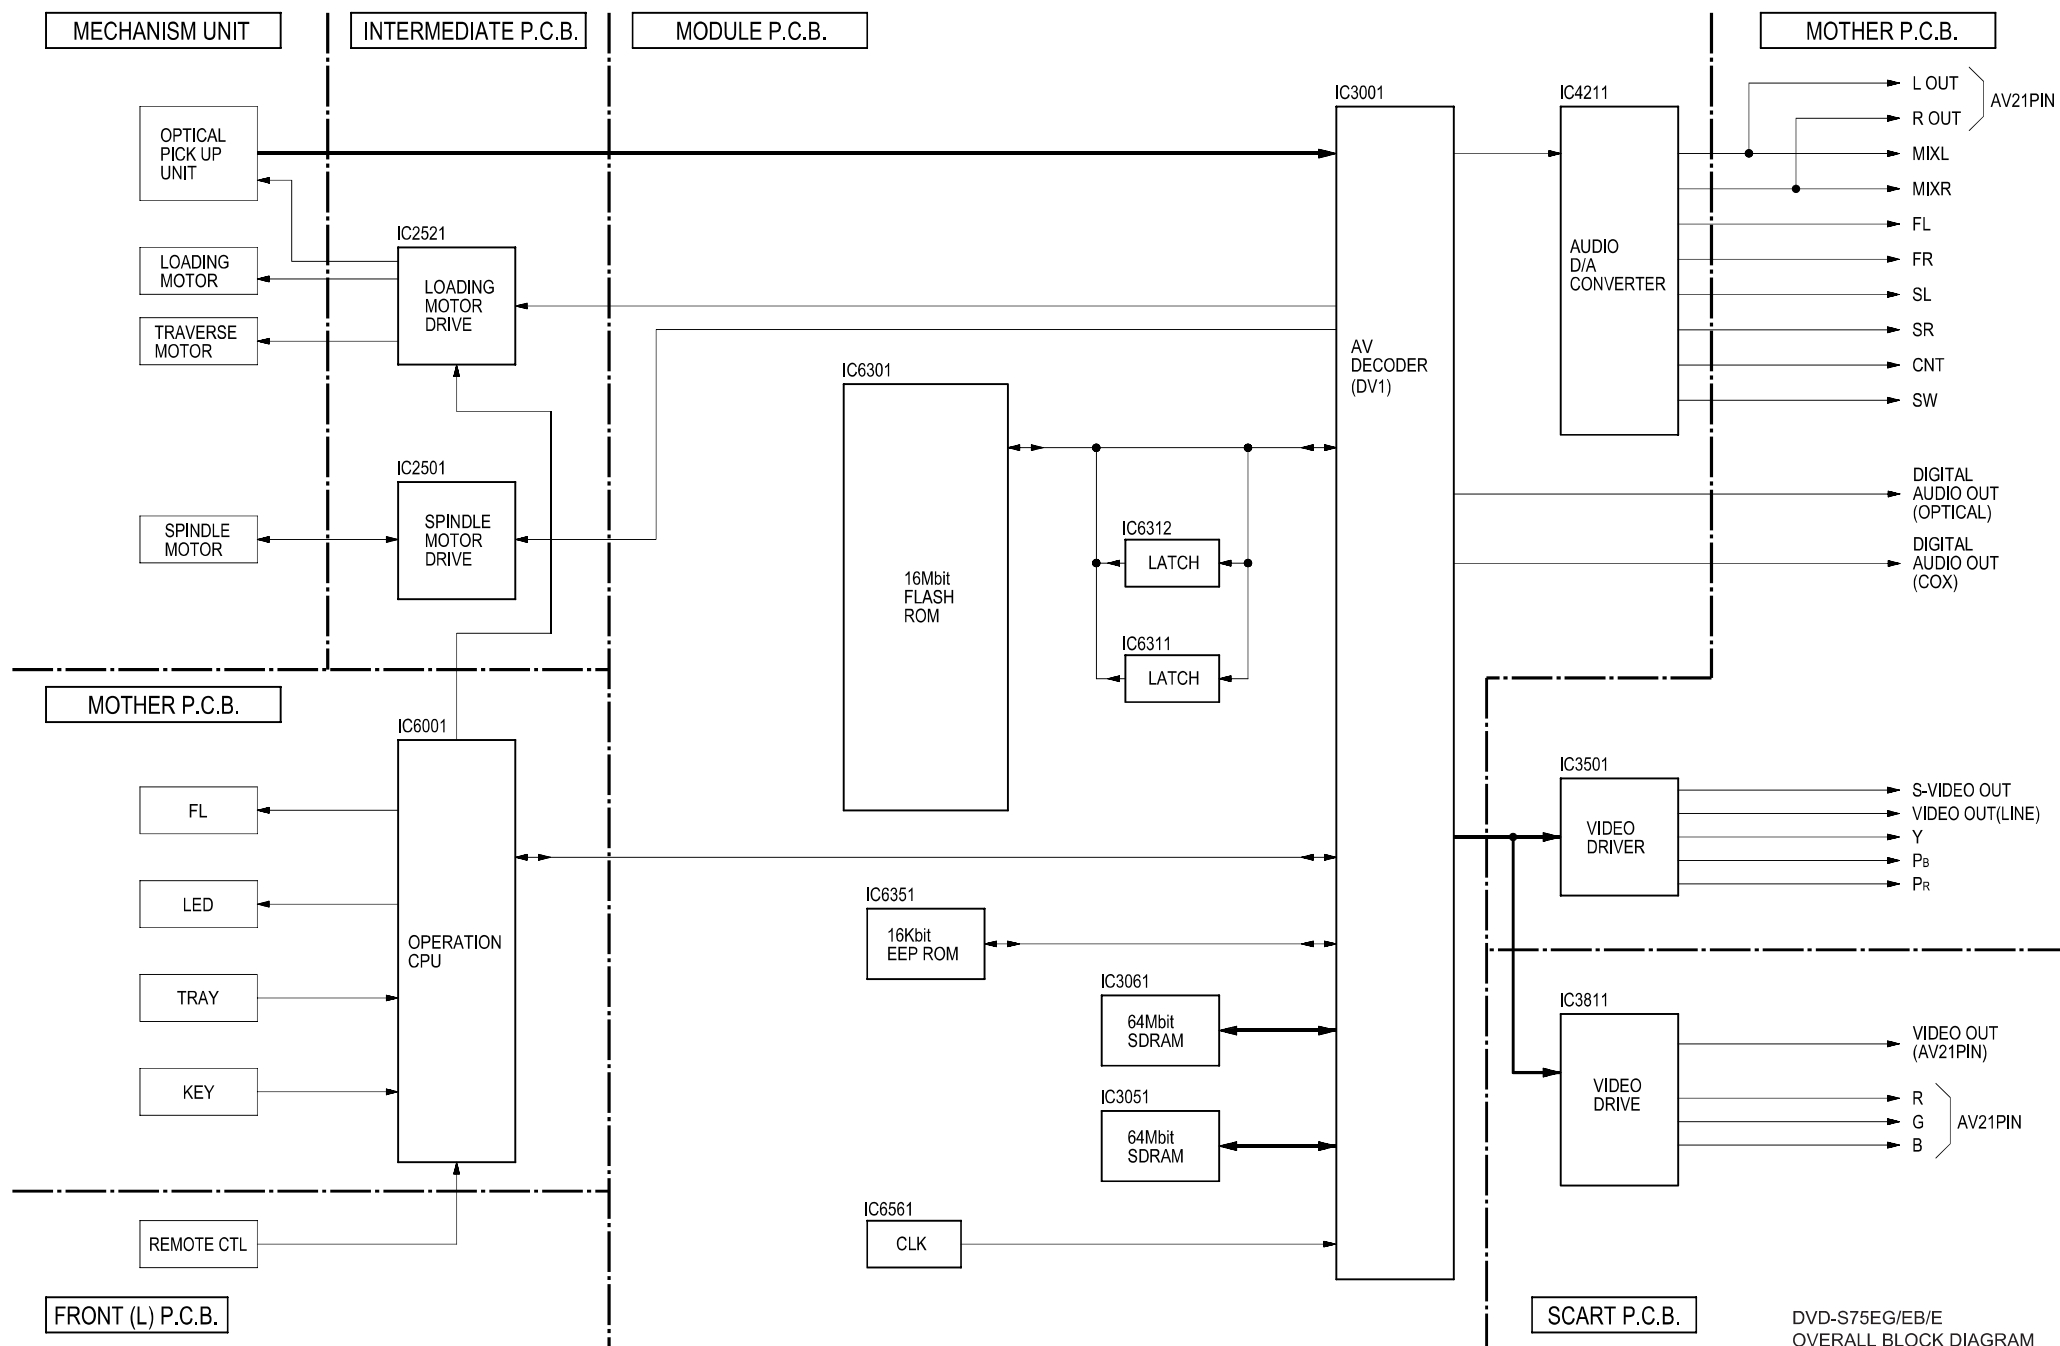 MECHANISM UNIT
INTERMEDIATE P.C.B.
MODULE P.C.B.
MOTHER P.C.B.
OPTICAL
PICK UP
UNIT
LOADING
MOTOR
TRAVERSE
MOTOR
SPINDLE
MOTOR
IC2521
LOADING
MOTOR
DRIVE
IC2501
SPINDLE
MOTOR
DRIVE
IC6301
16Mbit
FLASH
ROM
IC6312
LATCH
IC6311
LATCH
IC3001
AV
DECODER
(DV1)
IC4211
AUDIO
D/A
CONVERTER
L OUT
R OUT
AV21PIN
MIXL
MIXR
FL
FR
SL
SR
CNT
SW
DIGITAL
AUDIO OUT
(OPTICAL)
DIGITAL
AUDIO OUT
(COX)
MOTHER P.C.B.
IC6001
OPERATION
CPU
FL
LED
TRAY
KEY
REMOTE CTL
FRONT (L) P.C.B.
IC6351
16Kbit
EEP ROM
IC3061
64Mbit
SDRAM
IC3051
64Mbit
SDRAM
IC6561
CLK
IC3501
VIDEO
DRIVER
S-VIDEO OUT
VIDEO OUT(LINE)
Y
PB
PR
IC3811
VIDEO
DRIVE
VIDEO OUT
(AV21PIN)
R
G
B
AV21PIN
SCART P.C.B.
DVD-S75EG/EB/E
OVERALL BLOCK DIAGRAM